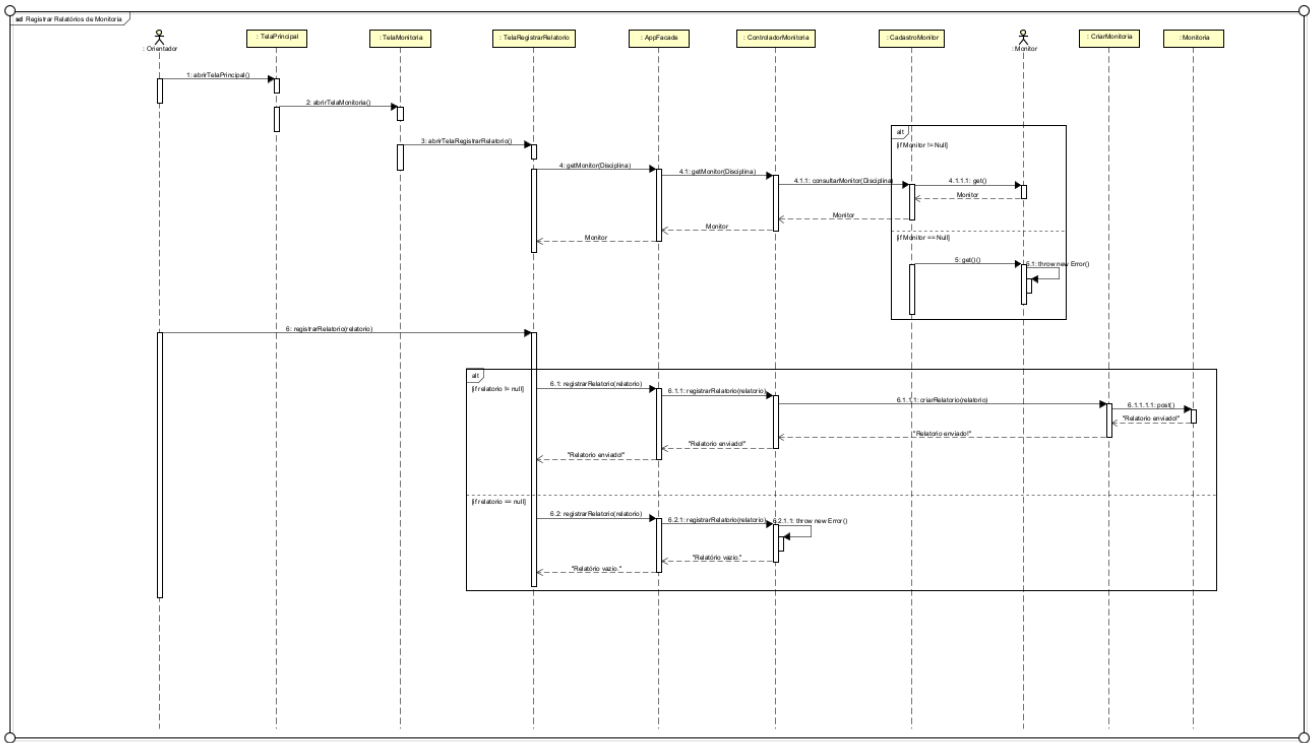 sd Registrar Relatórios de Monitoria
: Orientador
: TelaPrincipal
: TelaMonitoria
: TelaRegistrarRelatorio
: AppFacade
: ControladorMonitoria
: CadastroMonitor
: Monitor
: CriarMonitoria
: Monitoria
1: abrirTelaPrincipal()
2: abrirTelaMonitoria()
alt
[if Monitor != Null]
3: abrirTelaRegistrarRelatorio()
4: getMonitor(Disciplina)
4.1: getMonitor(Disciplina)
4.1.1: consultarMonitor(Disciplina)
4.1.1.1: get()
Monitor
Monitor
Monitor
Monitor
[if Monitor == Null]
5: get()()
5.1: throw new Error()
6: registrarRelatorio(relatorio)
alt
[if relatorio != null]
6.1: registrarRelatorio(relatorio)
6.1.1: registrarRelatorio(relatorio)
6.1.1.1: criarRelatorio(relatorio)
6.1.1.1.1: post()
"Relatorio enviado!"
"Relatorio enviado!"
"Relatorio enviado!"
"Relatorio enviado!"
[if relatorio == null]
6.2: registrarRelatorio(relatorio)
6.2.1: registrarRelatorio(relatorio)
6.2.1.1: throw new Error()
"Relatório vazio."
"Relatório vazio."